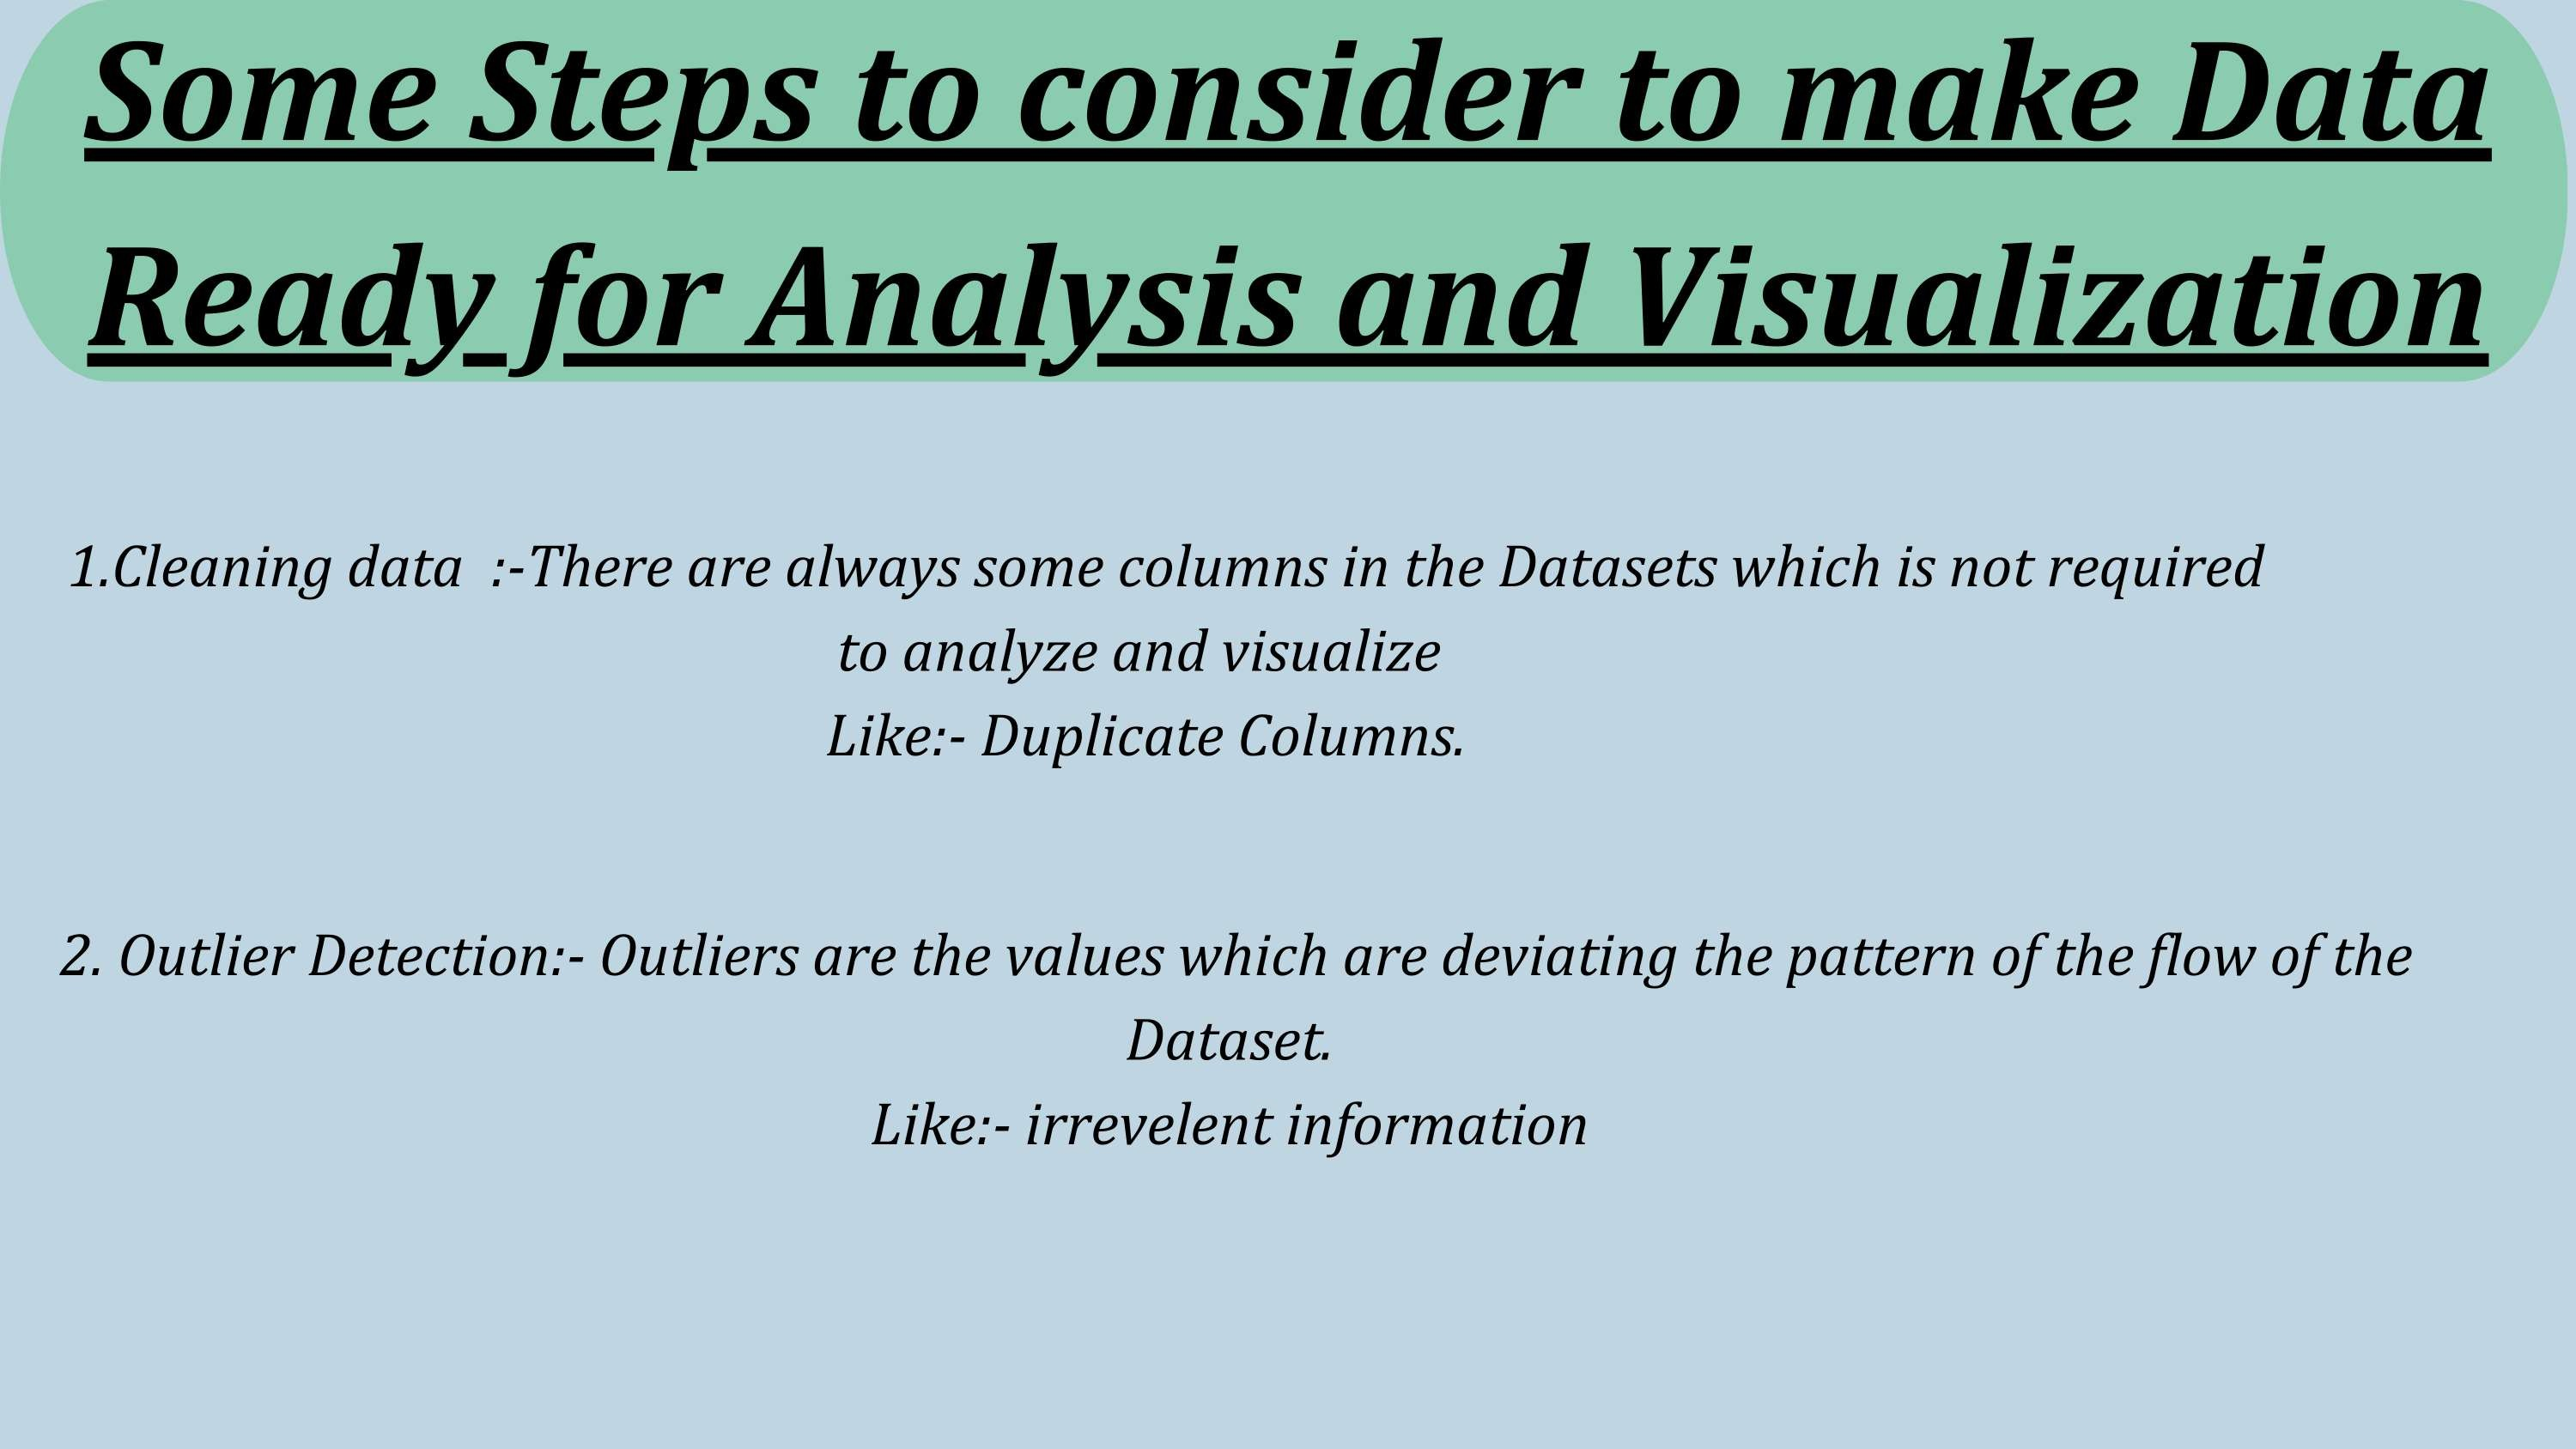 Some Steps to consider to make Data
Ready for Analysis and Visualization
1.Cleaning data  :-There are always some columns in the Datasets which is not required
to analyze and visualize
Like:- Duplicate Columns.
2. Outlier Detection:- Outliers are the values which are deviating the pattern of the flow of the
Dataset.
Like:- irrevelent information